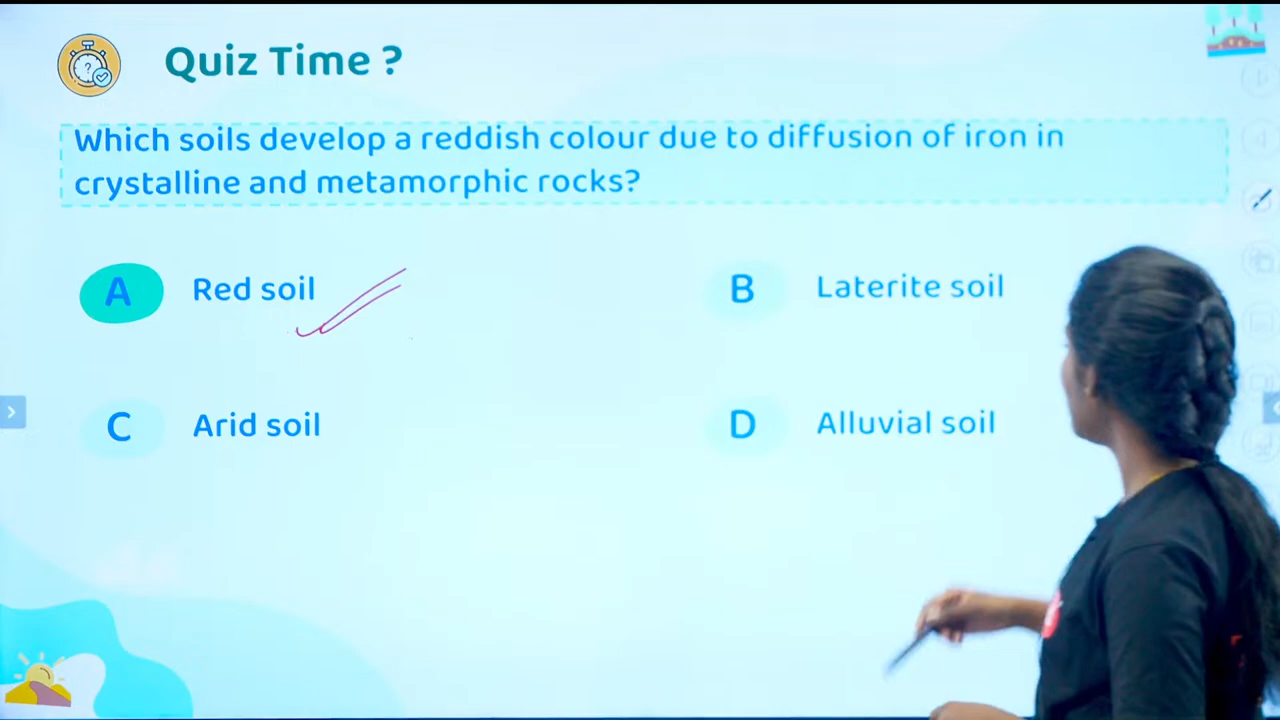 Quiz Time ?
Which soils develop a reddish colour due to diffusion of iron in
crystalline and metamorphic rocks?
A Red soil
B Laterite soil
C Arid soil
D Alluvial soil